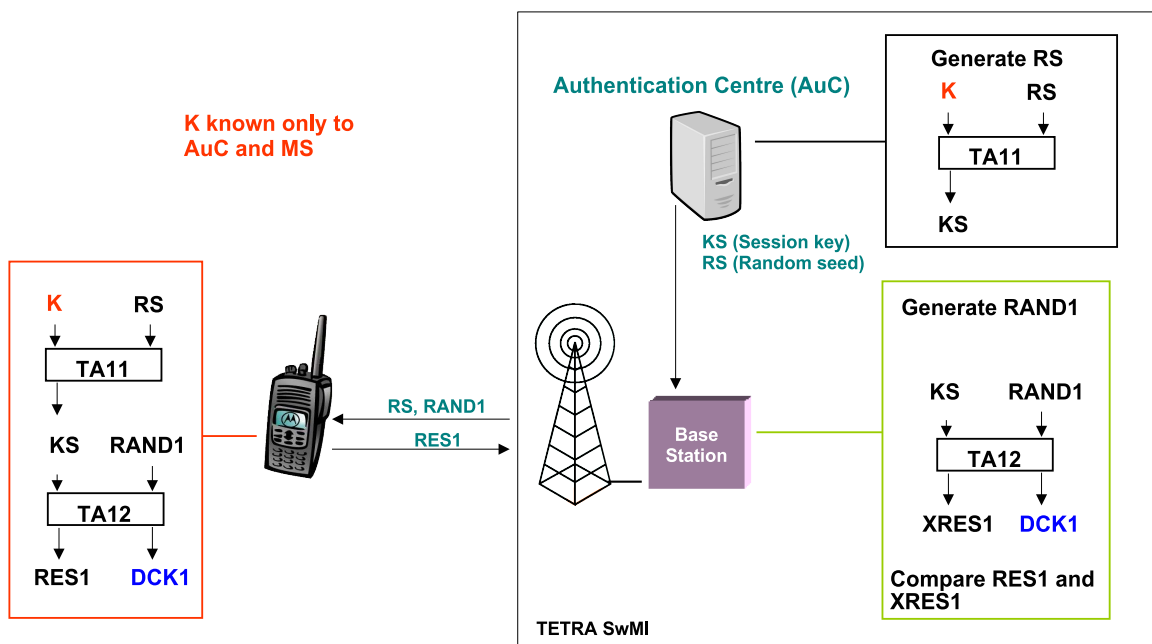 K known only to
AuC and MS
K RS
TA11
KS RAND1
TA12
RES1 DCK1
RS, RAND1
RES1
Authentication Centre (AuC)
KS (Session key)
RS (Random seed)
Base
Station
TETRA SwMI
Generate RS
K RS
TA11
KS
Generate RAND1
KS RAND1
TA12
XRES1 DCK1
Compare RES1 and
XRES1